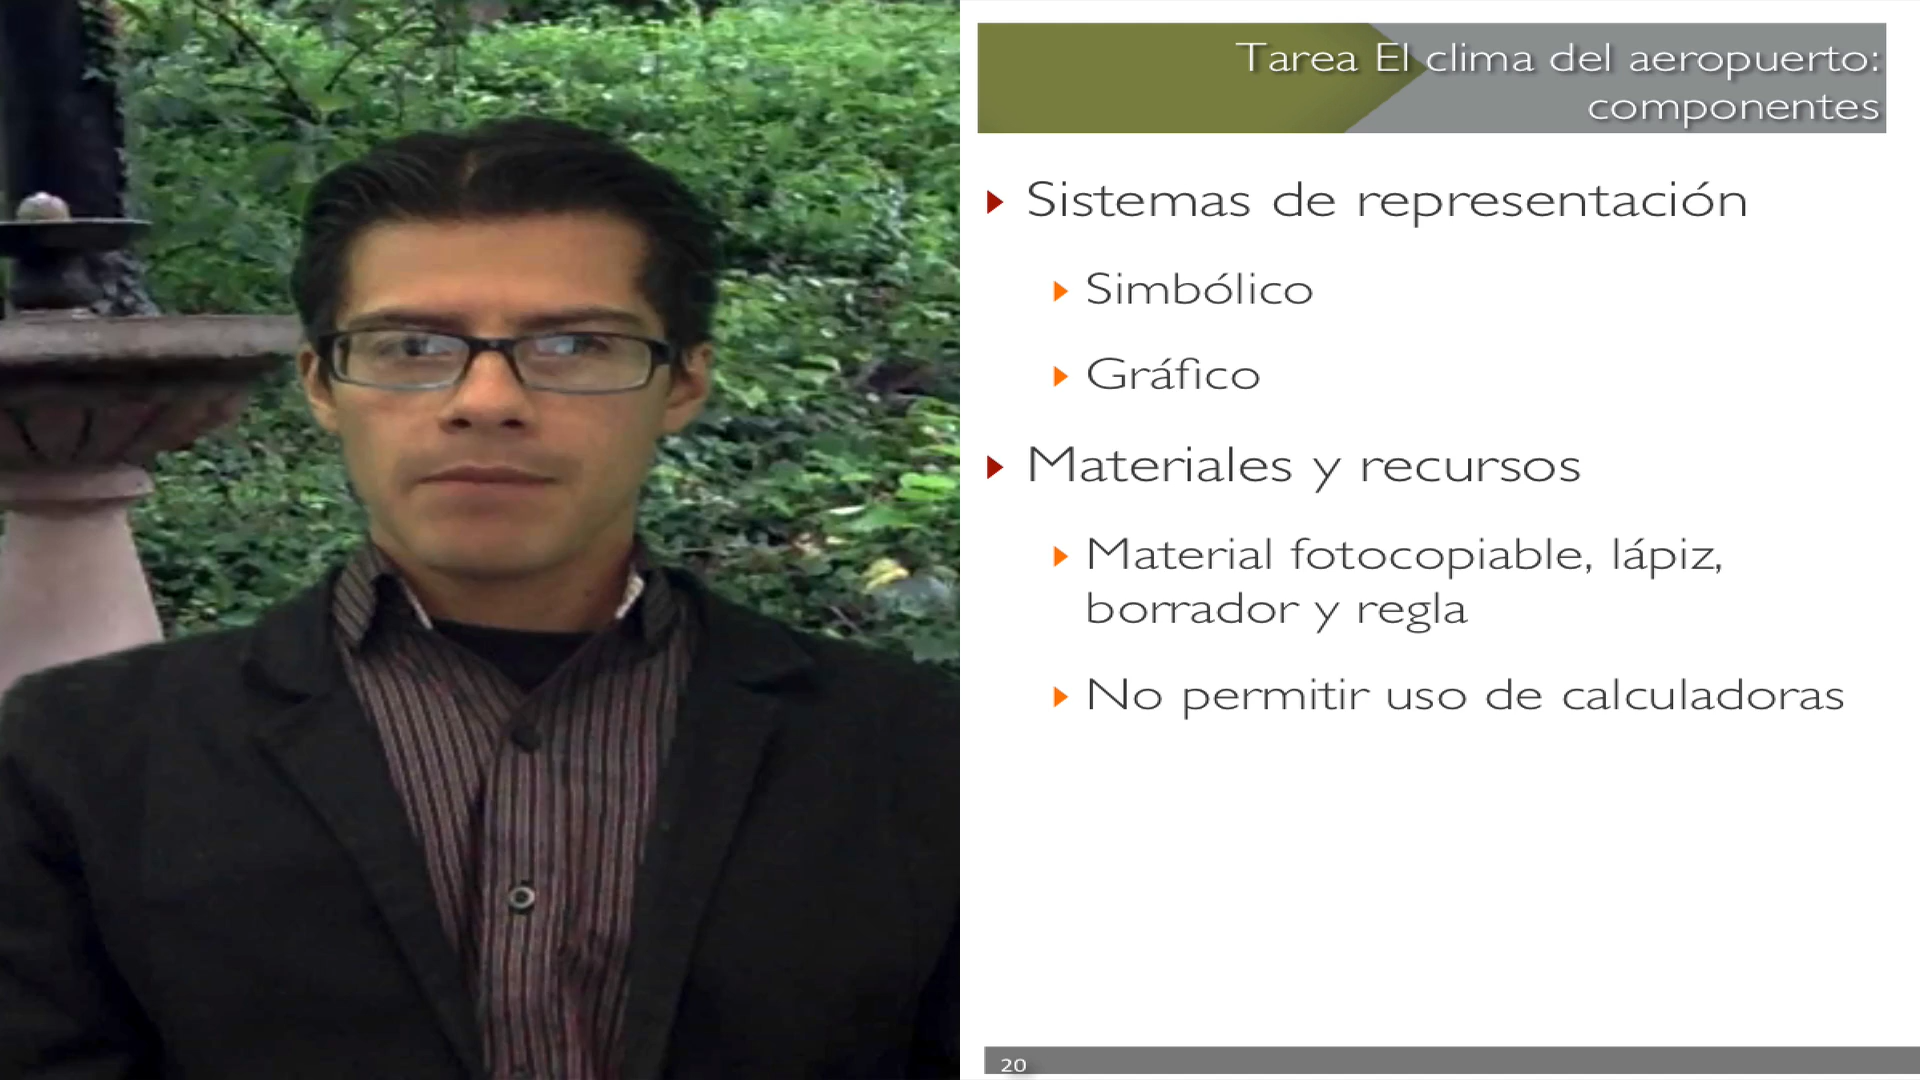 Tarea El clima del aeropuerto:
componentes
Sistemas de representación
Simbólico
Gráfico
Materiales y recursos
Material fotocopiable, lápiz,
borrador y regla
No permitir uso de calculadoras
20